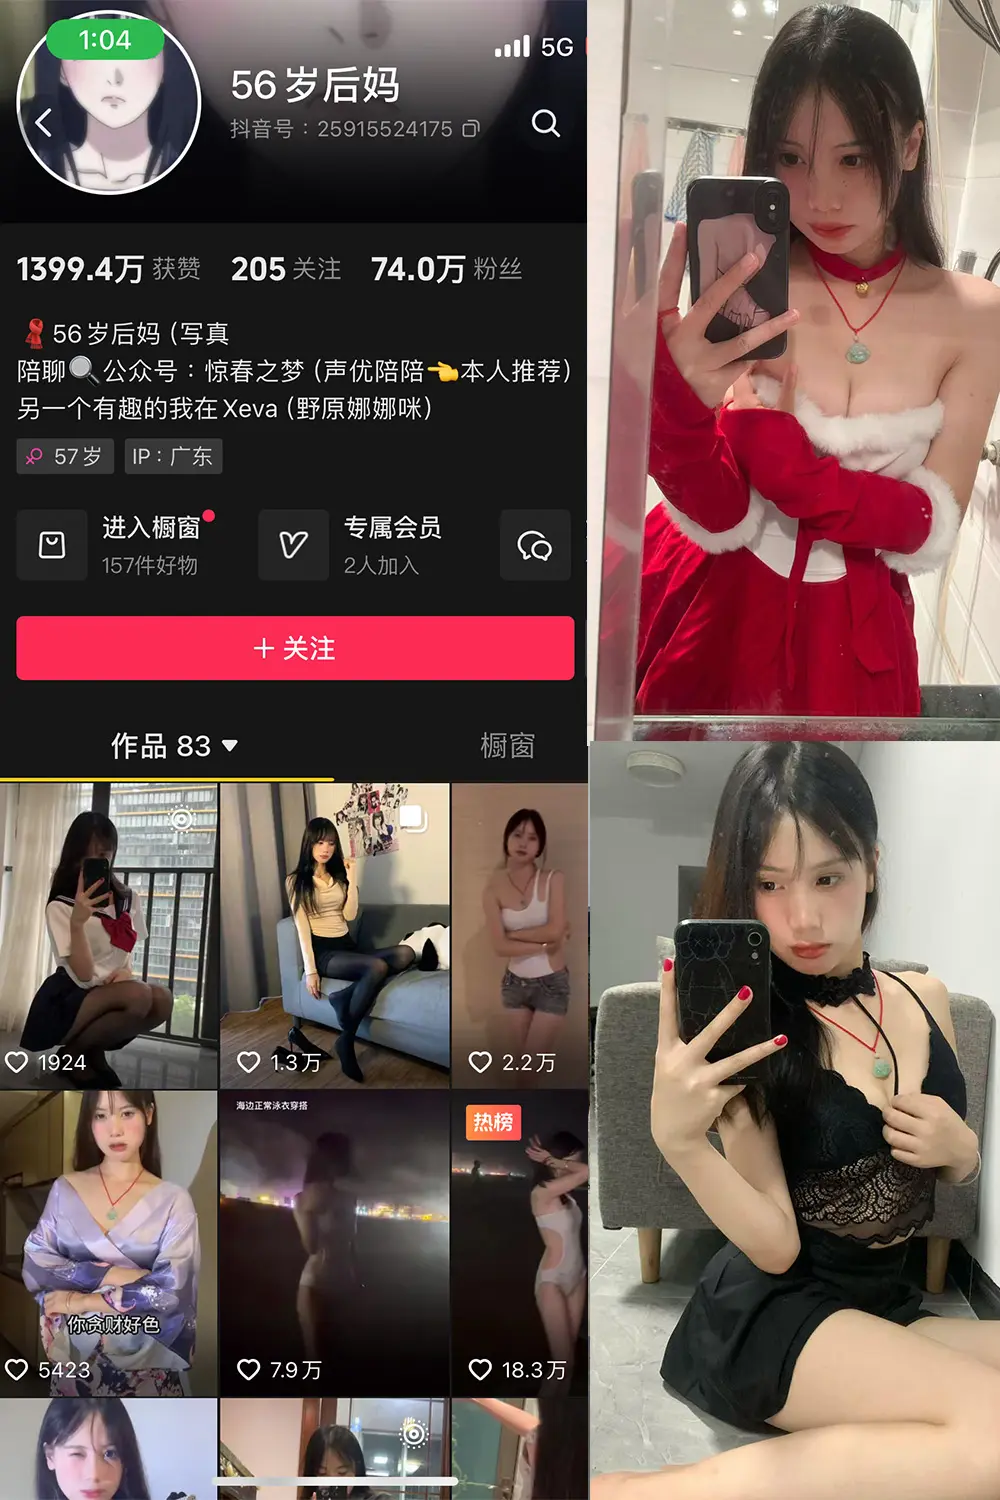 1:04
5G
56岁后妈
抖音号：25915524175
1399.4万 获赞 205 关注 74.0万 粉丝
56岁后妈（写真
陪聊🔍公众号：惊春之梦（声优陪陪👈本人推荐）
另一个有趣的我在Xeva（野原娜娜咪）
57岁 IP：广东
进入橱窗 专属会员
157件好物 2人加入
+ 关注
作品 83 橱窗
1924 1.3万 2.2万
海边正常泳衣穿搭
热榜
你贪财好色
5423 7.9万 18.3万